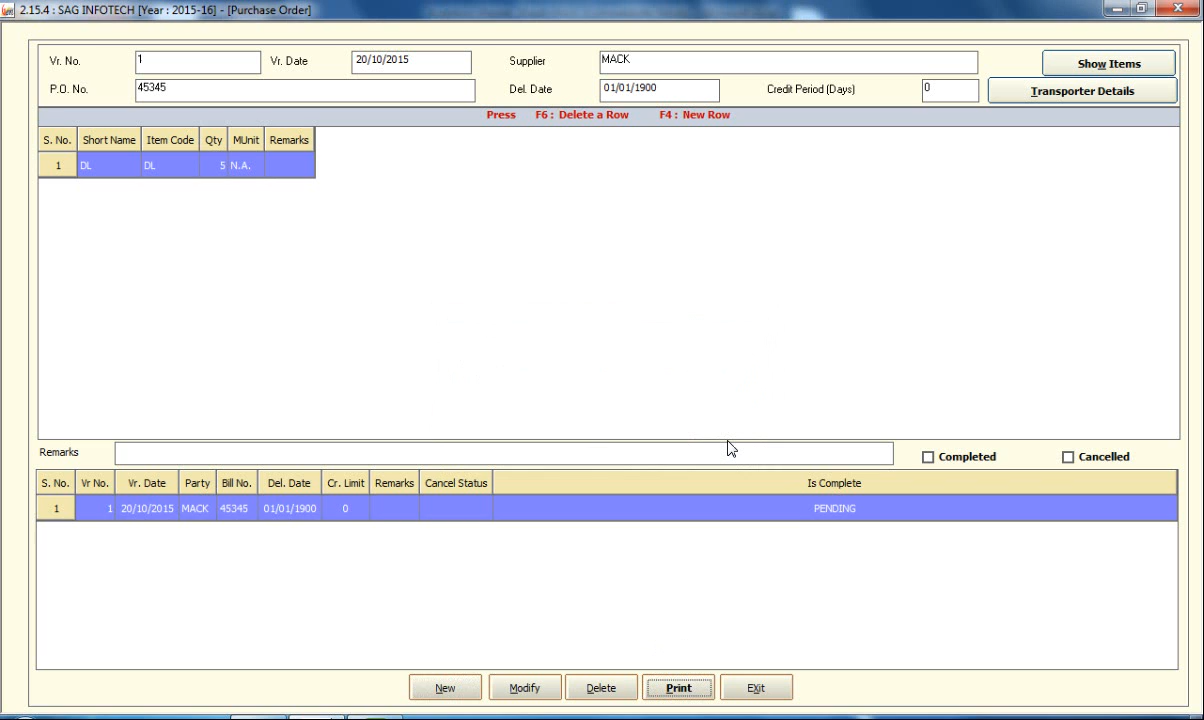 2.15.4 : SAG INFOTECH [Year : 2015-16] - [Purchase Order]
Vr. No. 1 Vr. Date 20/10/2015 Supplier MACK Show Items
P.O. No. 45345 Del. Date 01/01/1900 Credit Period (Days) 0 Transporter Details
Press F6 : Delete a Row F4 : New Row
S. No. Short Name Item Code Qty MUnit Remarks
1 DL DL 5 N.A.
Remarks Completed Cancelled
S. No. Vr No. Vr. Date Party Bill No. Del. Date Cr. Limit Remarks Cancel Status Is Complete
1 1 20/10/2015 MACK 45345 01/01/1900 0 PENDING
New Modify Delete Print EXit